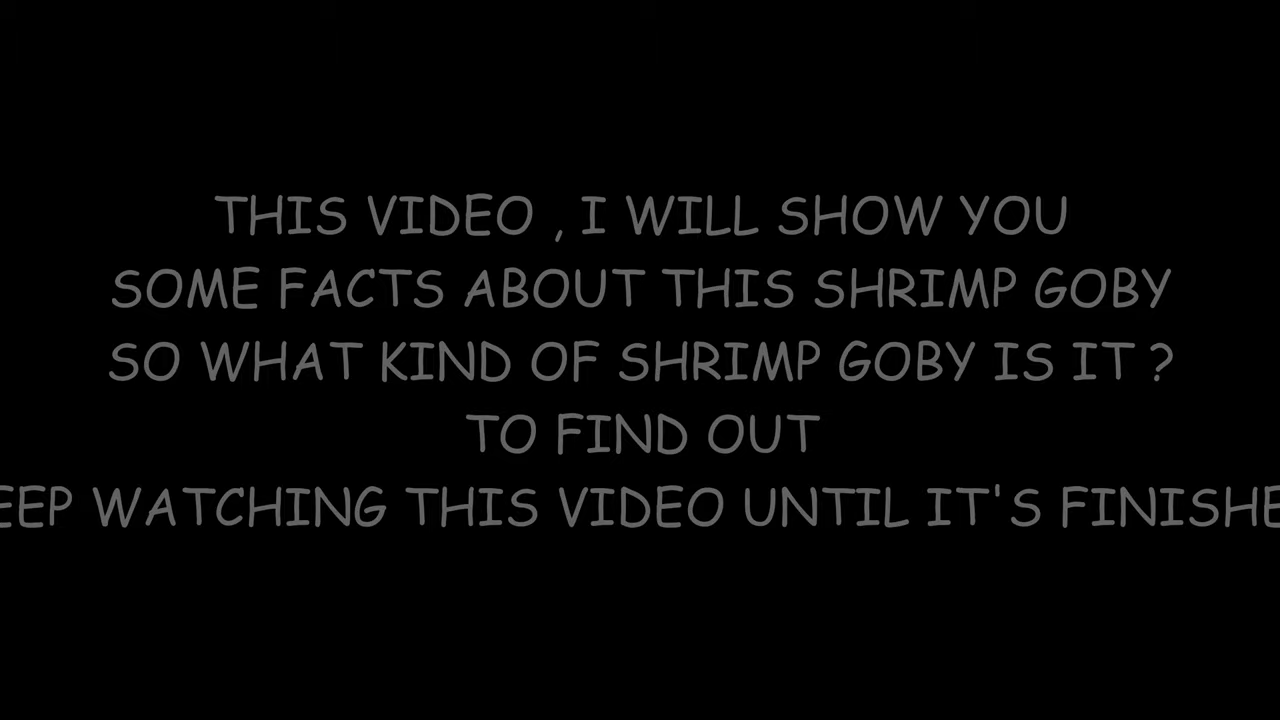 THIS VIDEO , I WILL SHOW YOU
SOME FACTS ABOUT THIS SHRIMP GOBY
SO WHAT KIND OF SHRIMP GOBY IS IT ?
TO FIND OUT
EEP WATCHING THIS VIDEO UNTIL IT'S FINISHE